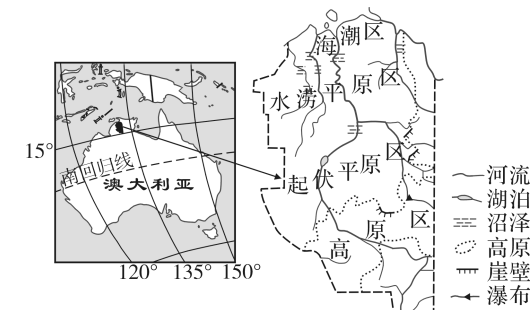 海潮区
水涝平原区
起伏平原区
高原区
15°
南回归线
澳大利亚
120° 135° 150°
河流
湖泊
沼泽
高原
崖壁
瀑布